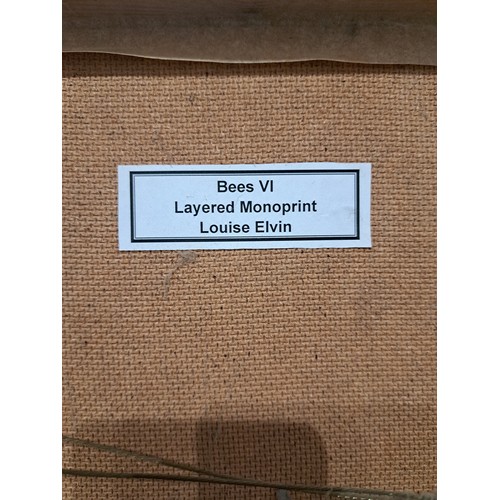 Bees VI
Layered Monoprint
Louise Elvin